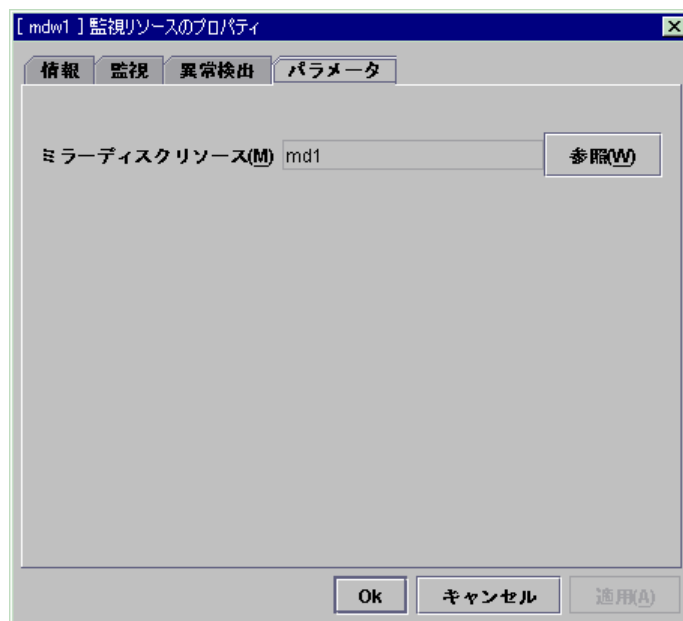 [ mdw1 ] 監視リソースのプロパティ
情報 監視 異常検出 パラメータ
ミラーディスクリソース(M) md1 参照(W)
Ok キャンセル 適用(A)